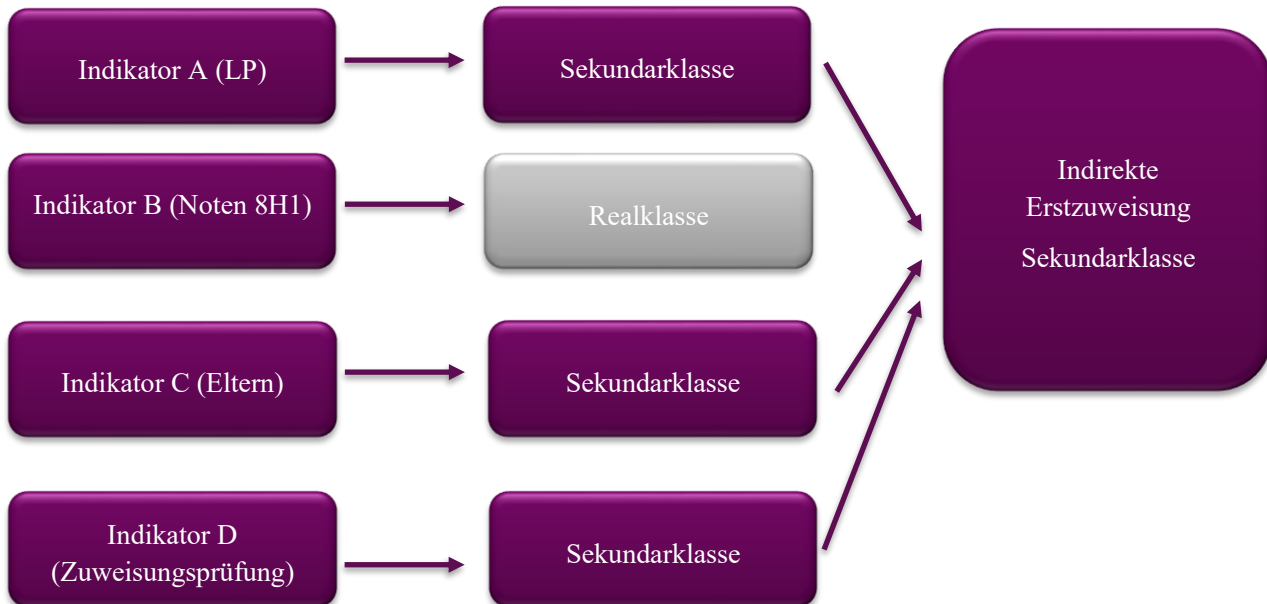 Indikator A (LP)
Sekundarklasse
Indikator B (Noten 8H1)
Realklasse
Indikator C (Eltern)
Sekundarklasse
Indikator D
(Zuweisungsprüfung)
Sekundarklasse
Indirekte
Erstzuweisung
Sekundarklasse